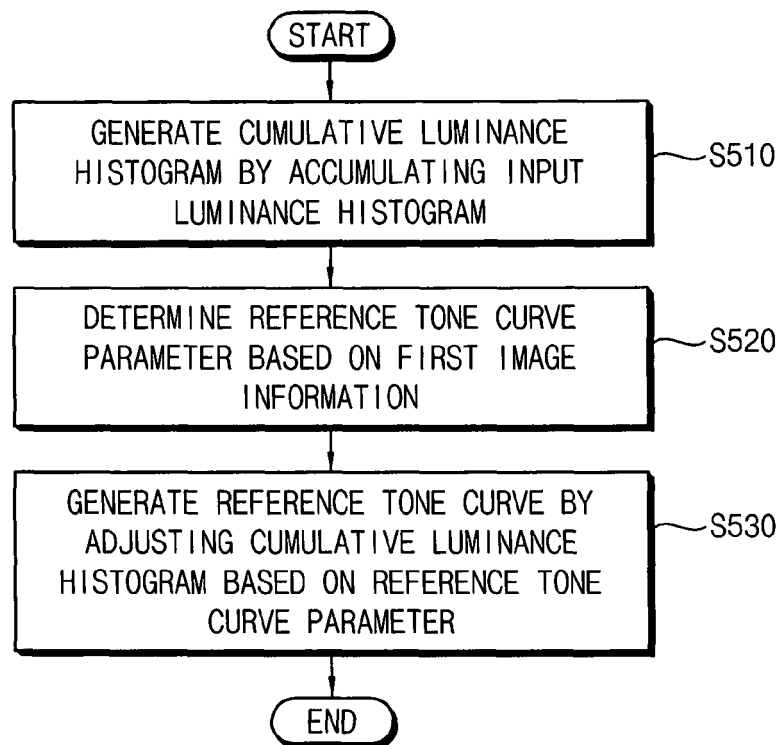 START
GENERATE CUMULATIVE LUMINANCE
HISTOGRAM BY ACCUMULATING INPUT
LUMINANCE HISTOGRAM
S510
DETERMINE REFERENCE TONE CURVE
PARAMETER BASED ON FIRST IMAGE
INFORMATION
S520
GENERATE REFERENCE TONE CURVE BY
ADJUSTING CUMULATIVE LUMINANCE
HISTOGRAM BASED ON REFERENCE TONE
CURVE PARAMETER
S530
END